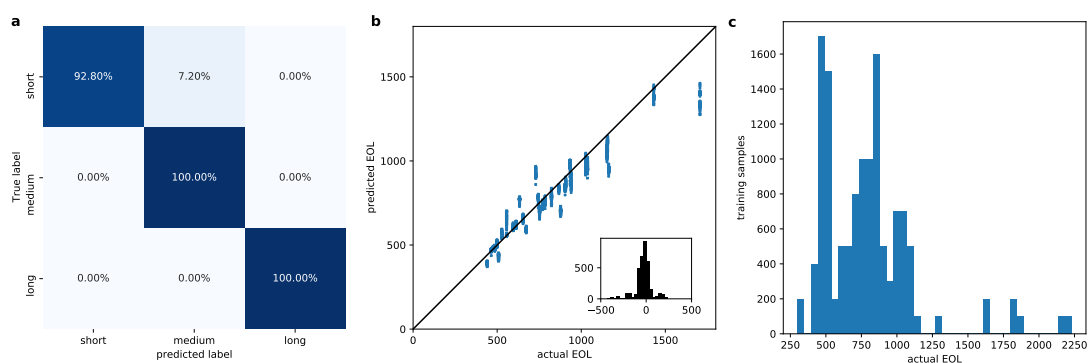 a
92.80%
7.20%
0.00%
0.00%
100.00%
0.00%
0.00%
0.00%
100.00%
short
medium
long
True label
short
medium
long
predicted label
b
1500
1000
500
0
predicted EOL
0
500
1000
1500
actual EOL
500
0
−500
0
500
c
1600
1400
1200
1000
800
600
400
200
0
training samples
250
500
750
1000
1250
1500
1750
2000
2250
actual EOL